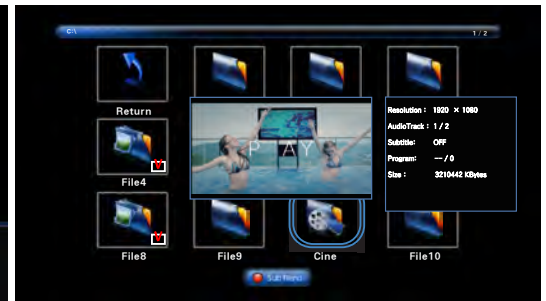 C:\
1 / 2
Return
Resolution : 1920 × 1080
AudioTrack : 1 / 2
Subtitle: OFF
Program: -- / 0
Size : 3210442 KBytes
P AY
V
File4
V
File8
File9
Cine
File10
Sub Menu